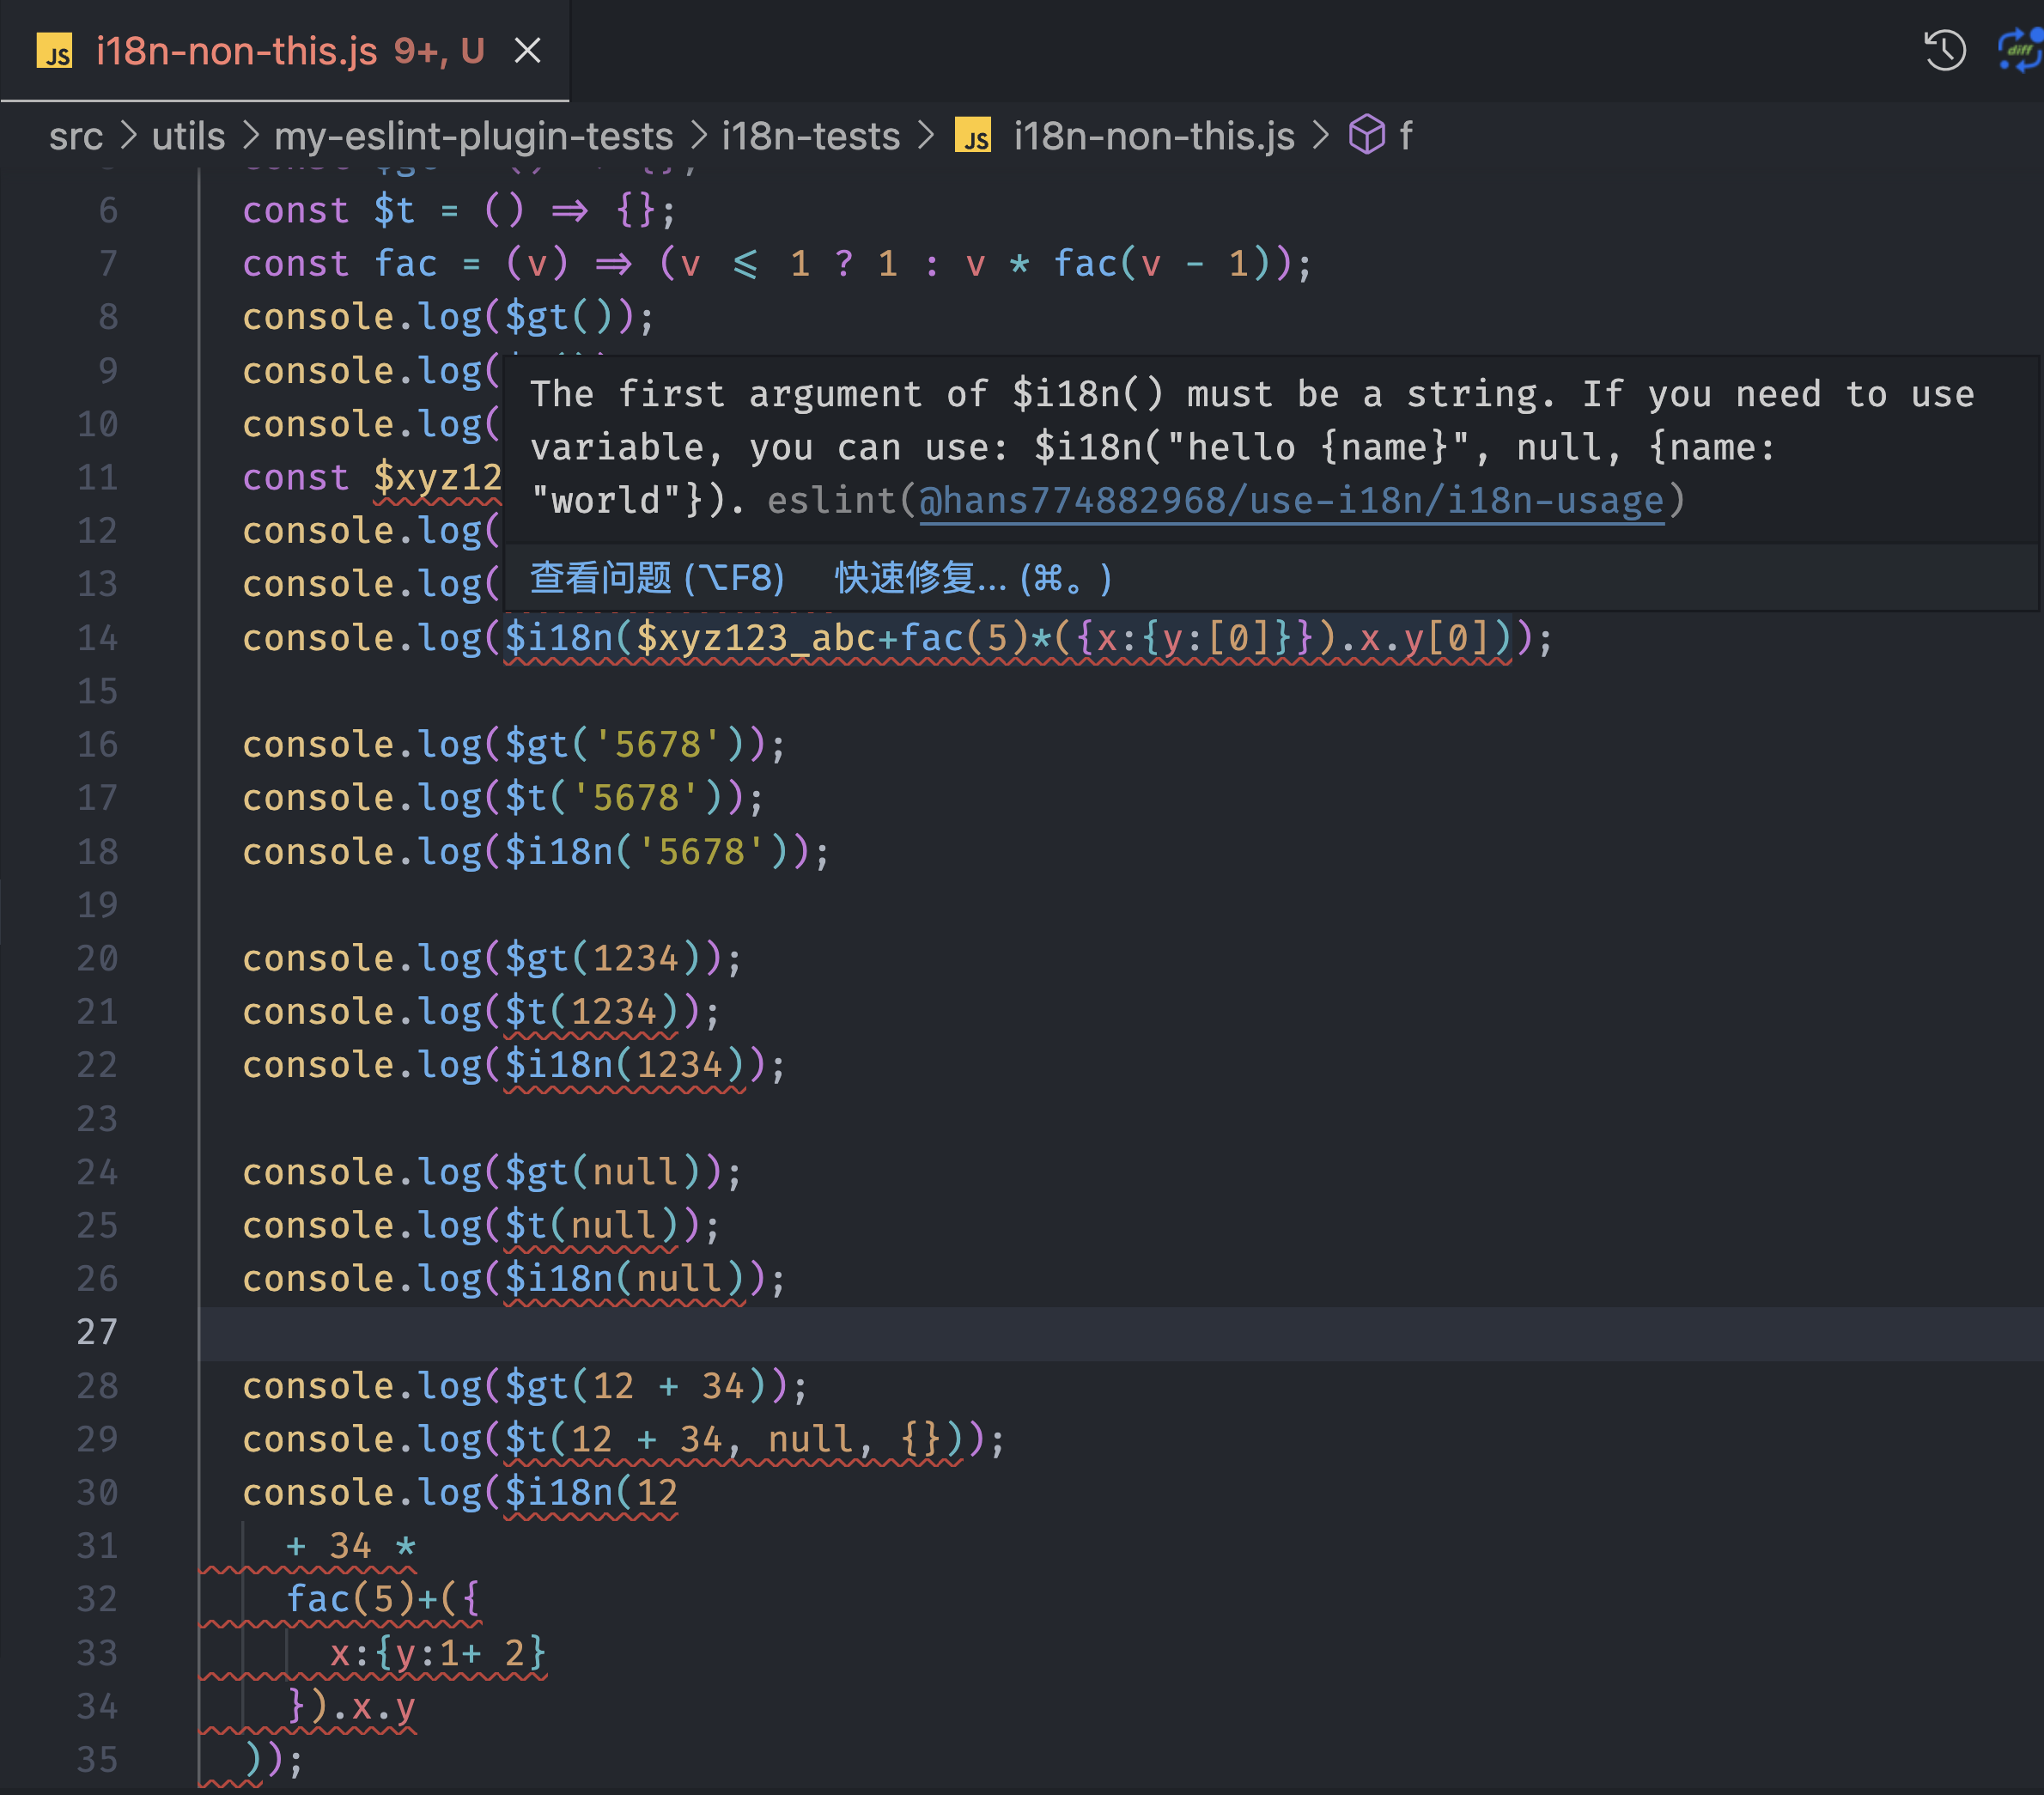 JS i18n-non-this.js 9+, U
diff
src > utils > my-eslint-plugin-tests > i18n-tests > JS i18n-non-this.js > f
6 const $t = () => {};
7 const fac = (v) => (v <= 1 ? 1 : v * fac(v - 1));
8 console.log($gt());
9 console.log(
10 console.log(
11 const $xyz12
12 console.log(
13 console.log(
The first argument of $i18n() must be a string. If you need to use
variable, you can use: $i18n("hello {name}", null, {name:
"world"}). eslint(@hans774882968/use-i18n/i18n-usage)
查看问题 (⌥F8) 快速修复... (⌘。)
14 console.log($i18n($xyz123_abc+fac(5)*({x:{y:[0]}}).x.y[0]));
15
16 console.log($gt('5678'));
17 console.log($t('5678'));
18 console.log($i18n('5678'));
19
20 console.log($gt(1234));
21 console.log($t(1234));
22 console.log($i18n(1234));
23
24 console.log($gt(null));
25 console.log($t(null));
26 console.log($i18n(null));
27
28 console.log($gt(12 + 34));
29 console.log($t(12 + 34, null, {}));
30 console.log($i18n(12
31 + 34 *
32 fac(5)+({
33 x:{y:1+ 2}
34 }).x.y
35 ));